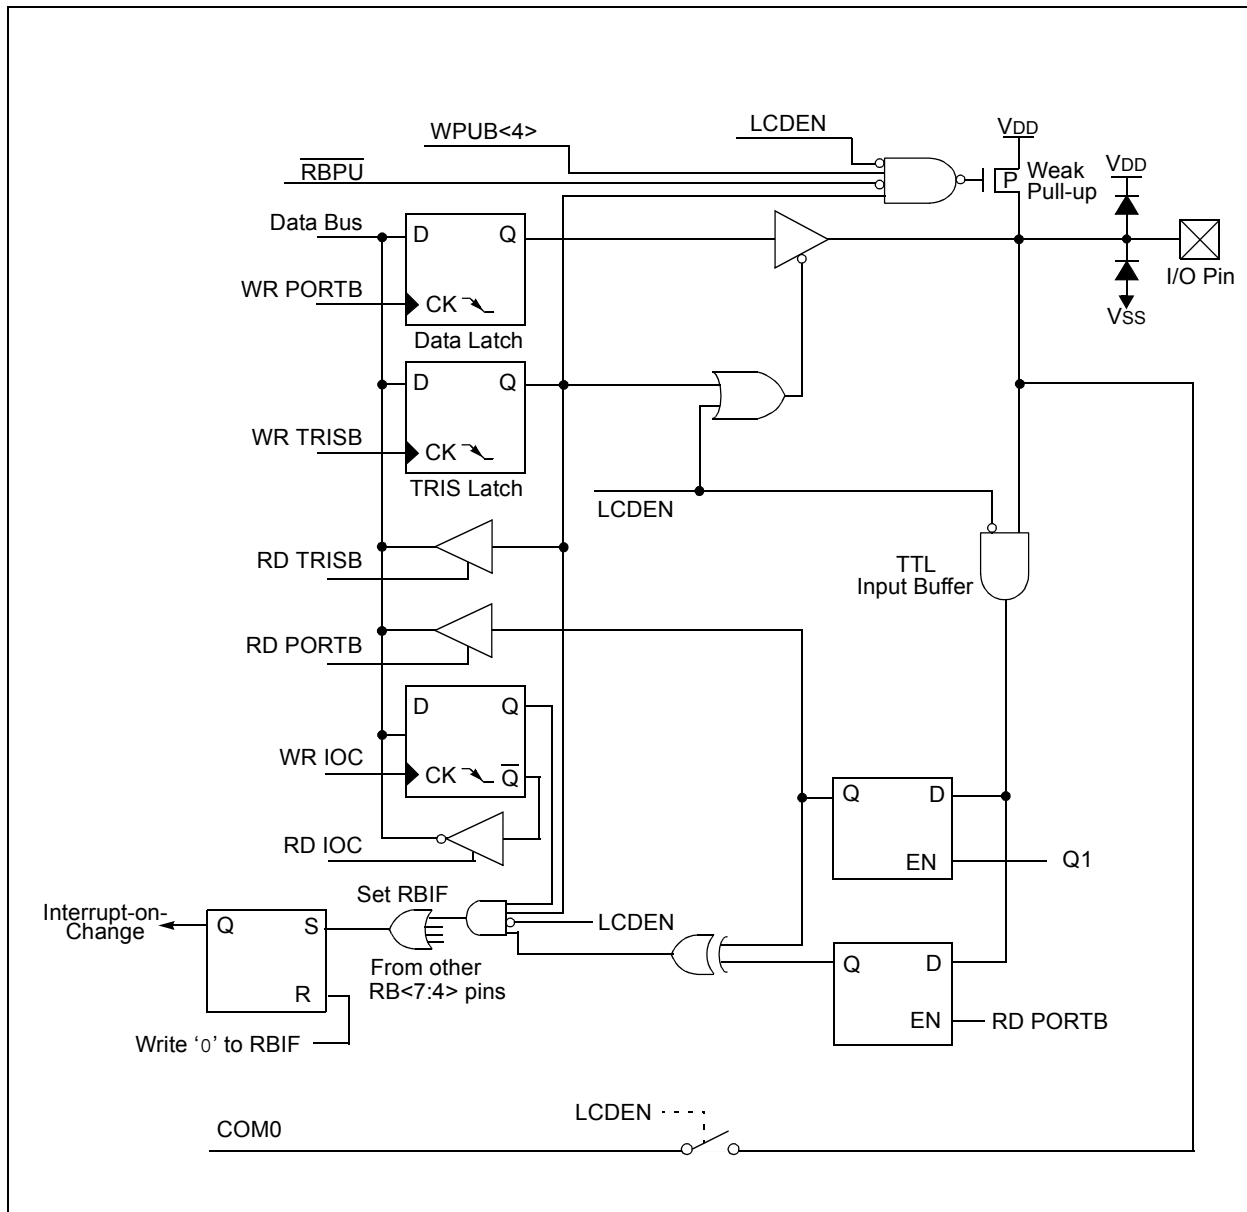 LCDEN
VDD
WPUB<4>
RBPU
P
Weak
Pull-up
VDD
Data Bus
D
Q
I/O Pin
WR PORTB
CK
VSS
Data Latch
D
Q
WR TRISB
CK
TRIS Latch
LCDEN
RD TRISB
TTL
Input Buffer
RD PORTB
D
Q
WR IOC
CK
Q
Q
D
RD IOC
EN
Q1
Set RBIF
Interrupt-on-
Change
Q
S
LCDEN
From other
RB<7:4> pins
Q
D
R
EN
RD PORTB
Write ‘0’ to RBIF
LCDEN
COM0